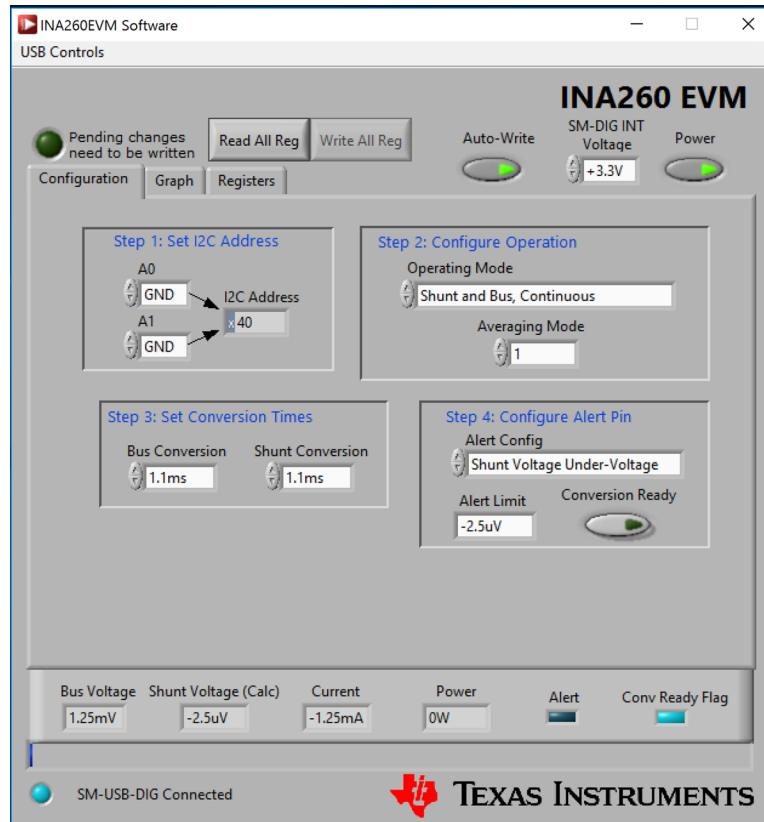 INA260EVM Software
USB Controls
INA260 EVM
Pending changes
need to be written
Read All Reg
Write All Reg
Auto-Write
SM-DIG INT
Voltage
+3.3V
Power
Configuration
Graph
Registers
Step 1: Set I2C Address
A0
GND
A1
GND
I2C Address
x 40
Step 2: Configure Operation
Operating Mode
Shunt and Bus, Continuous
Averaging Mode
1
Step 3: Set Conversion Times
Bus Conversion
1.1ms
Shunt Conversion
1.1ms
Step 4: Configure Alert Pin
Alert Config
Shunt Voltage Under-Voltage
Alert Limit
-2.5uV
Conversion Ready
Bus Voltage
1.25mV
Shunt Voltage (Calc)
-2.5uV
Current
-1.25mA
Power
0W
Alert
Conv Ready Flag
SM-USB-DIG Connected
TEXAS INSTRUMENTS